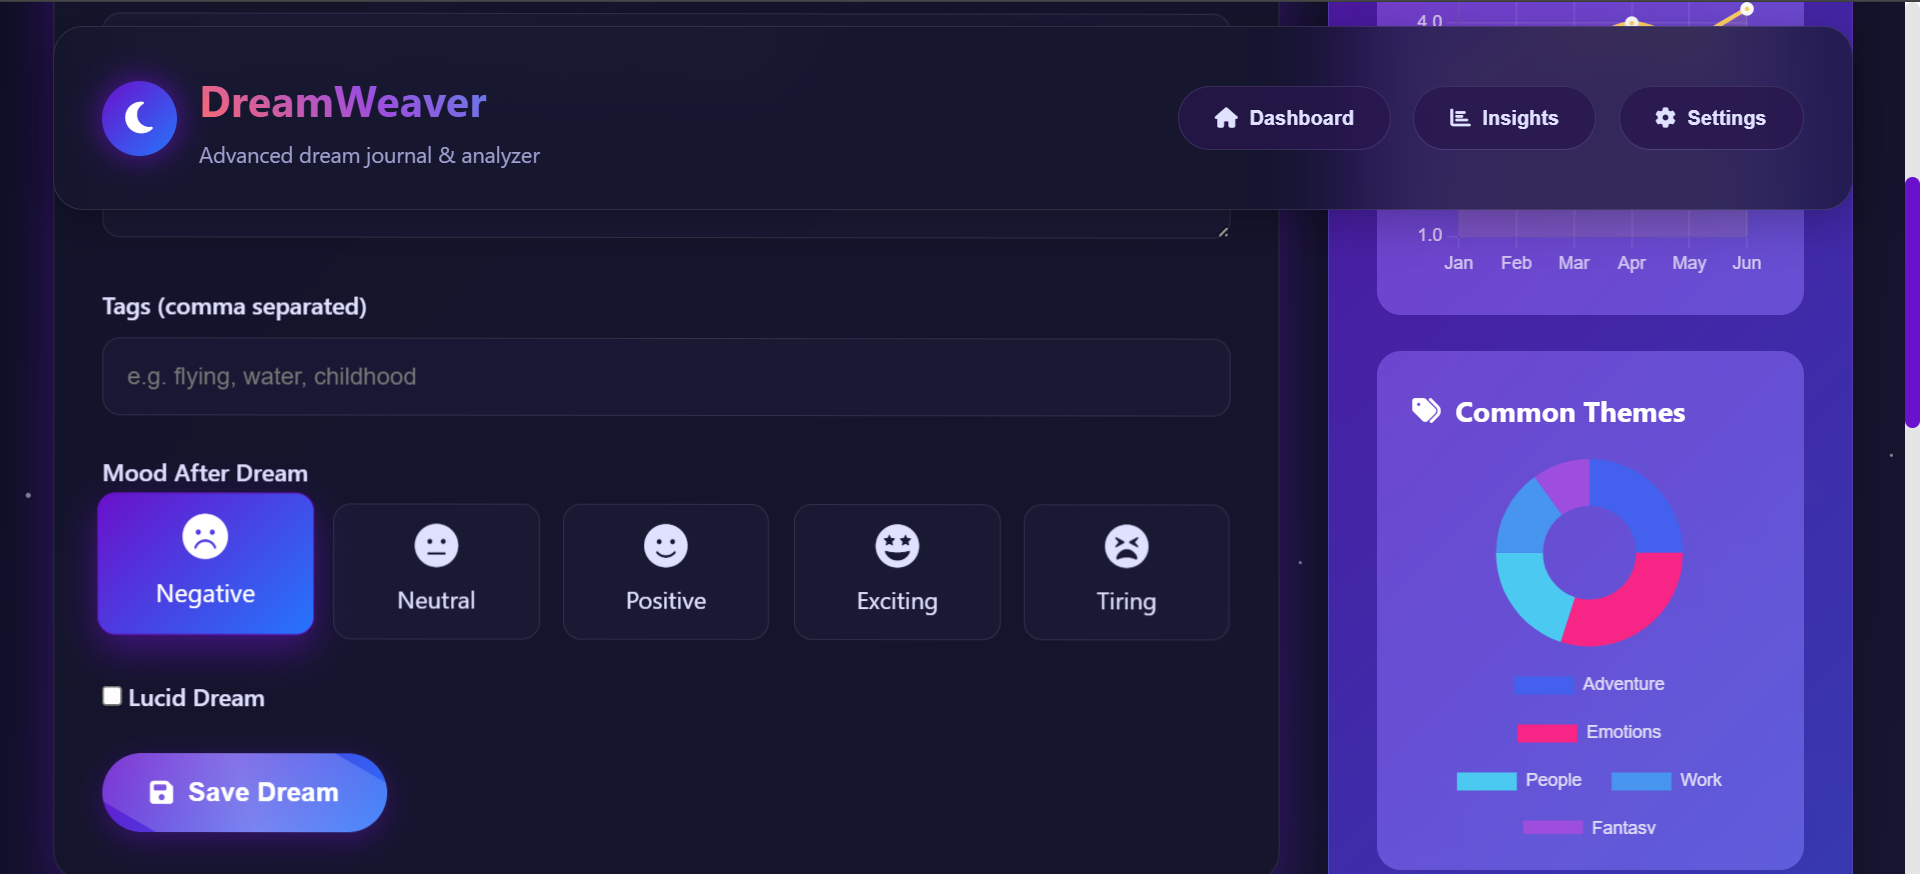 4.0
DreamWeaver
Advanced dream journal & analyzer
Dashboard
Insights
Settings
1.0
Jan Feb Mar Apr May Jun
Tags (comma separated)
e.g. flying, water, childhood
Mood After Dream
Negative
Neutral
Positive
Exciting
Tiring
Lucid Dream
Save Dream
Common Themes
Adventure
Emotions
People Work
Fantasy